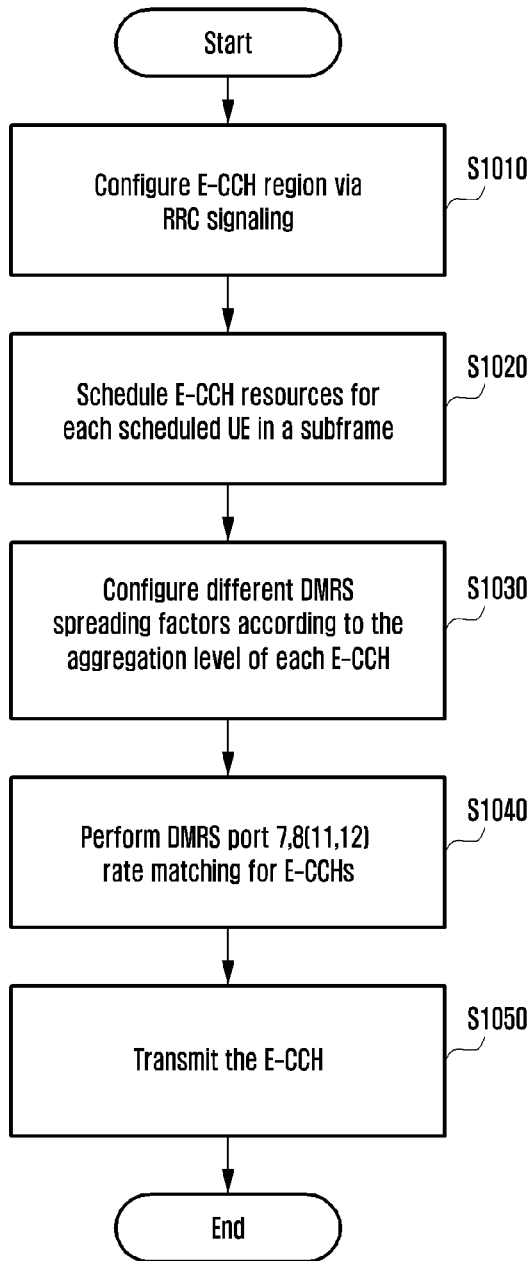 Start
Configure E-CCH region via
RRC signaling
S1010
Schedule E-CCH resources for
each scheduled UE in a subframe
S1020
Configure different DMRS
spreading factors according to the
aggregation level of each E-CCH
S1030
Perform DMRS port 7,8(11,12)
rate matching for E-CCHs
S1040
Transmit the E-CCH
S1050
End